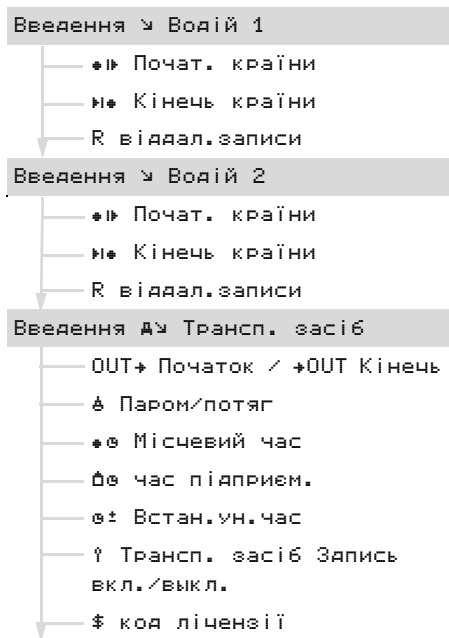 Введення ⇘ Водій 1
●I▶ Почат. країни
▶I● Кінець країни
R віддал.записи
Введення ⇘ Водій 2
●I▶ Почат. країни
▶I● Кінець країни
R віддал.записи
Введення ⇘ Трансп. засіб
OUT→ Початок / →OUT Кінець
Паром/потяг
Місчевий час
час підприєм.
Встан.ун.час
Трансп. засіб Запись
вкл./выкл.
$ код лічензії